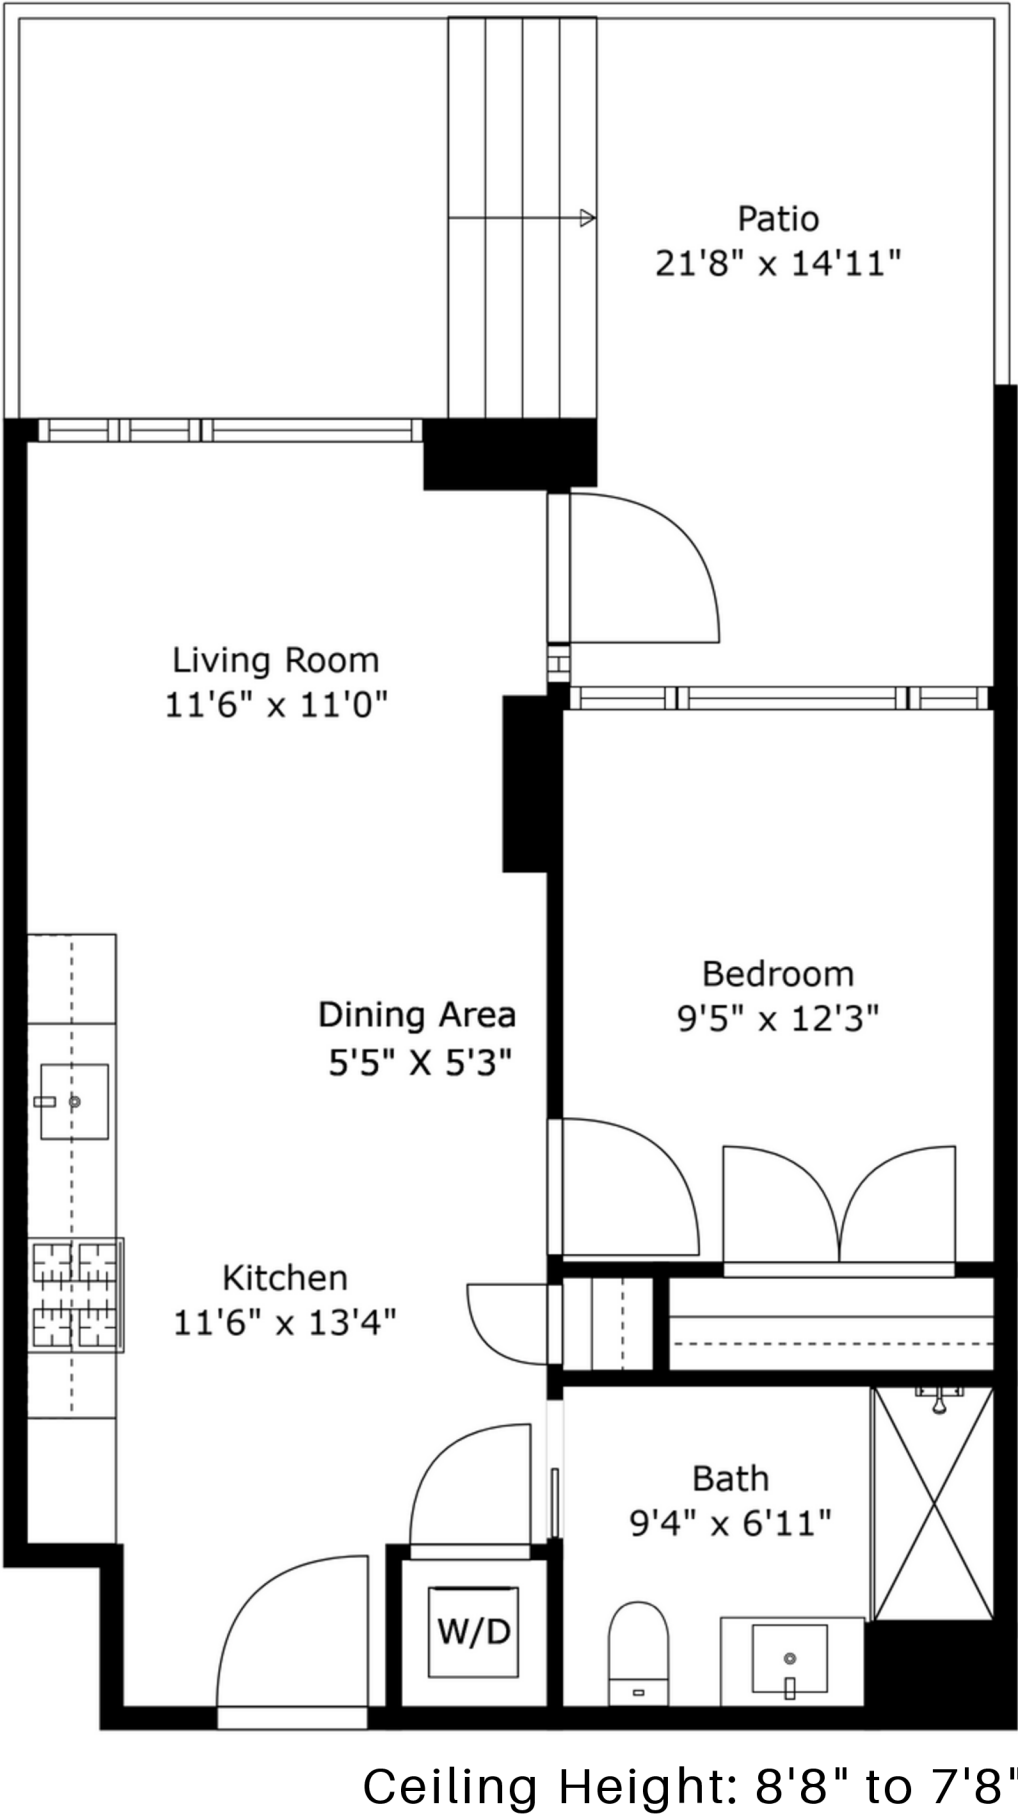 Patio
21'8" x 14'11"
Living Room
11'6" x 11'0"
Bedroom
9'5" x 12'3"
Dining Area
5'5" X 5'3"
Kitchen
11'6" x 13'4"
Bath
9'4" x 6'11"
W/D
Ceiling Height: 8'8" to 7'8"